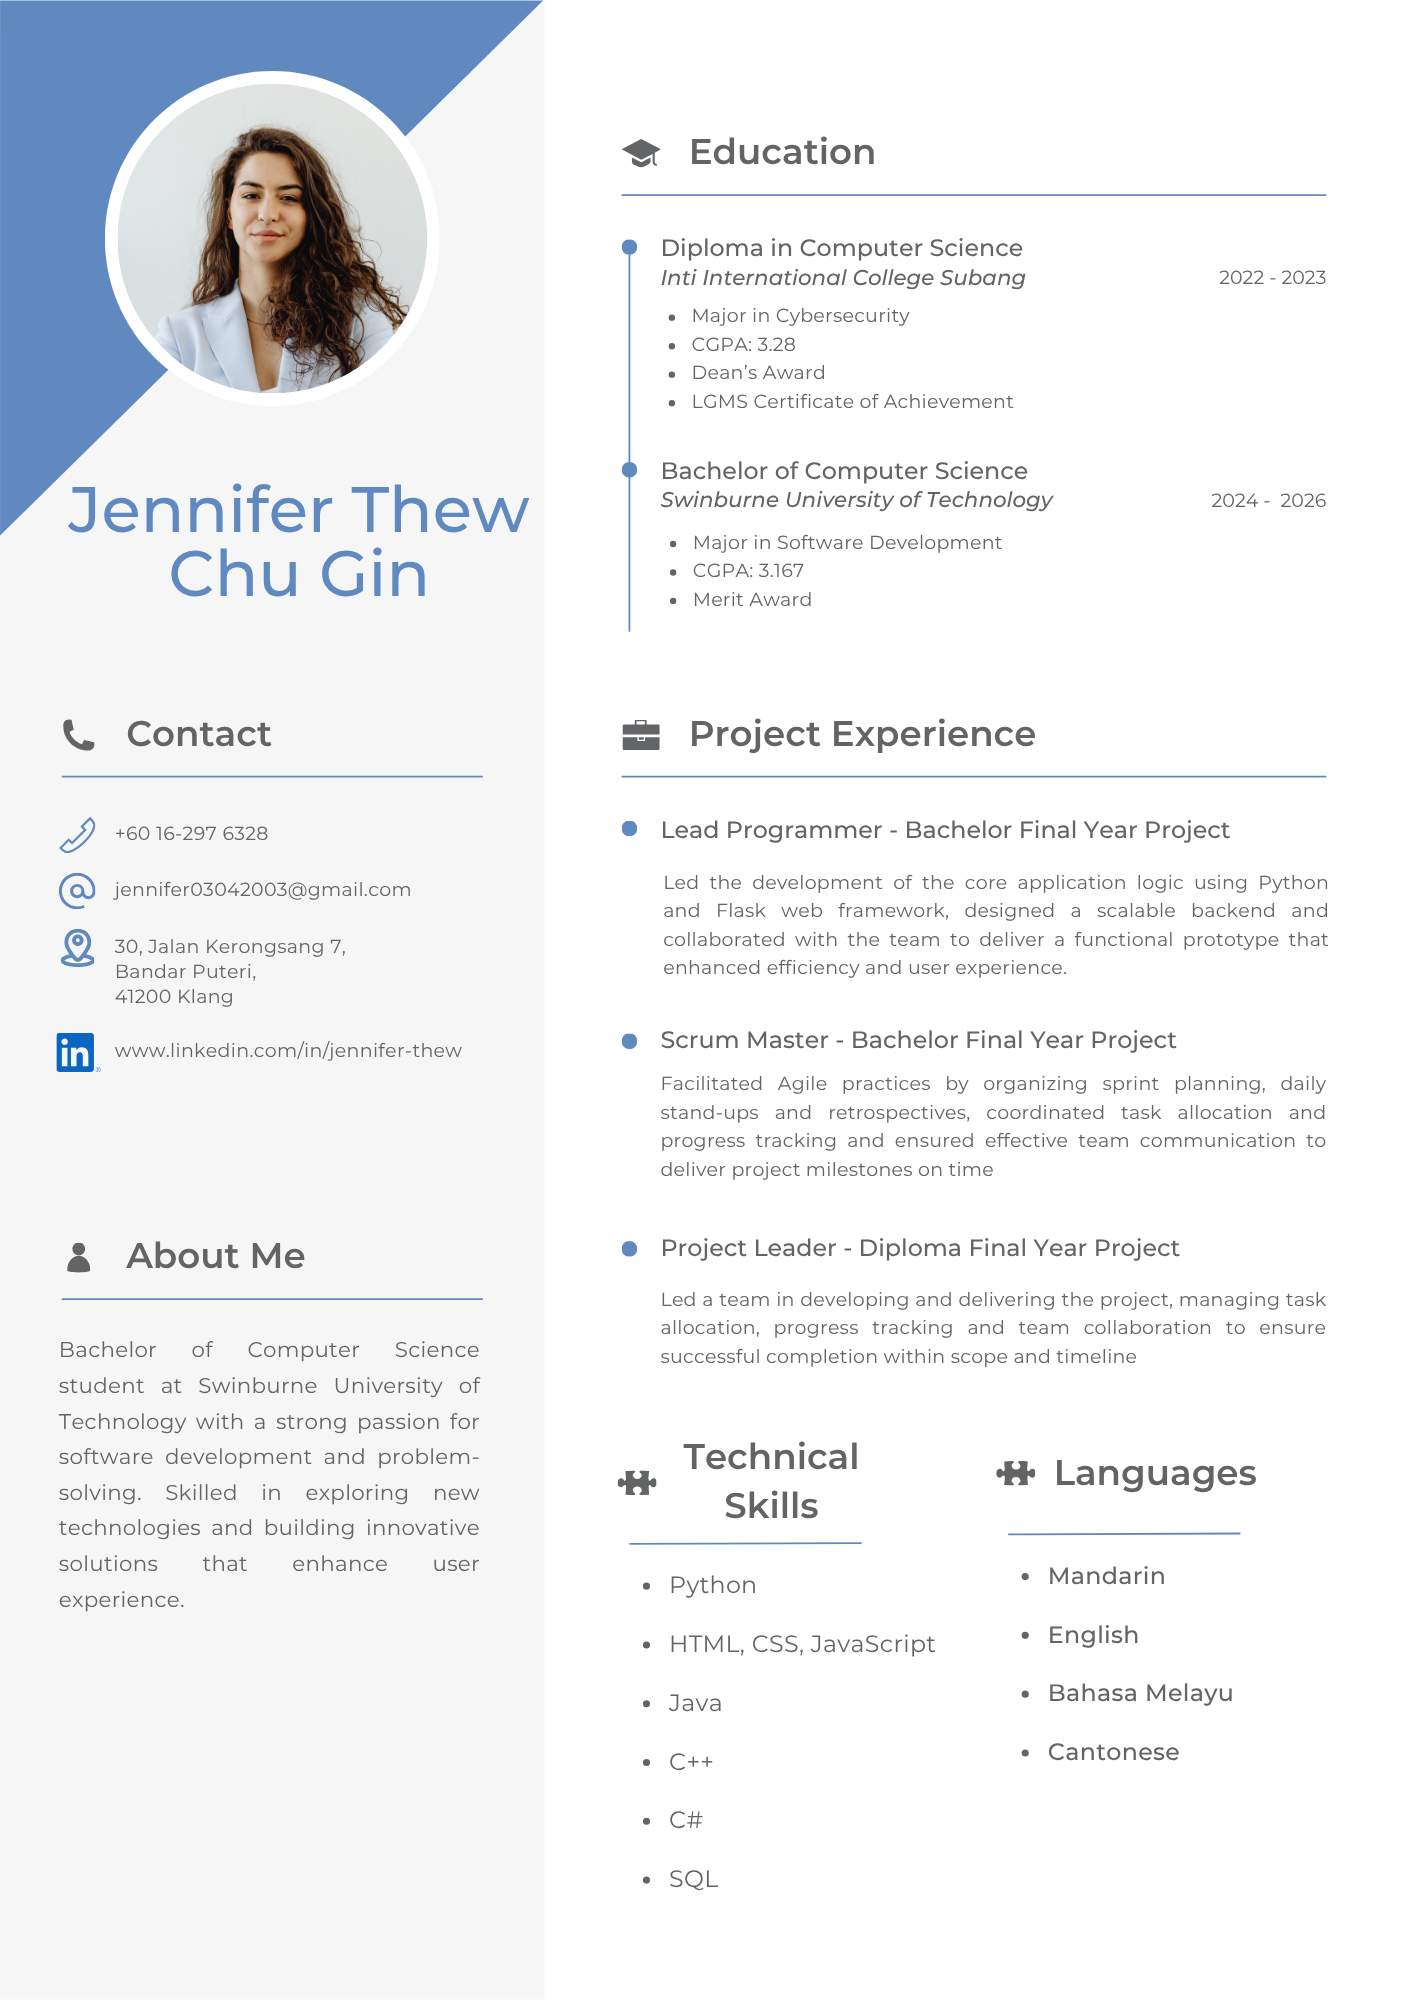 Jennifer Thew
Chu Gin
Contact
+60 16-297 6328
jennifer03042003@gmail.com
30, Jalan Kerongsang 7,
Bandar Puteri,
41200 Klang
in
www.linkedin.com/in/jennifer-thew
About Me
Bachelor of Computer Science
student at Swinburne University of
Technology with a strong passion for
software development and problem-
solving. Skilled in exploring new
technologies and building innovative
solutions that enhance user
experience.
Education
Diploma in Computer Science
Inti International College Subang 2022 - 2023
• Major in Cybersecurity
• CGPA: 3.28
• Dean’s Award
• LGMS Certificate of Achievement
Bachelor of Computer Science
Swinburne University of Technology 2024 - 2026
• Major in Software Development
• CGPA: 3.167
• Merit Award
Project Experience
Lead Programmer - Bachelor Final Year Project
Led the development of the core application logic using Python
and Flask web framework, designed a scalable backend and
collaborated with the team to deliver a functional prototype that
enhanced efficiency and user experience.
Scrum Master - Bachelor Final Year Project
Facilitated Agile practices by organizing sprint planning, daily
stand-ups and retrospectives, coordinated task allocation and
progress tracking and ensured effective team communication to
deliver project milestones on time
Project Leader - Diploma Final Year Project
Led a team in developing and delivering the project, managing task
allocation, progress tracking and team collaboration to ensure
successful completion within scope and timeline
Technical
Skills
• Python
• HTML, CSS, JavaScript
• Java
• C++
• C#
• SQL
Languages
• Mandarin
• English
• Bahasa Melayu
• Cantonese